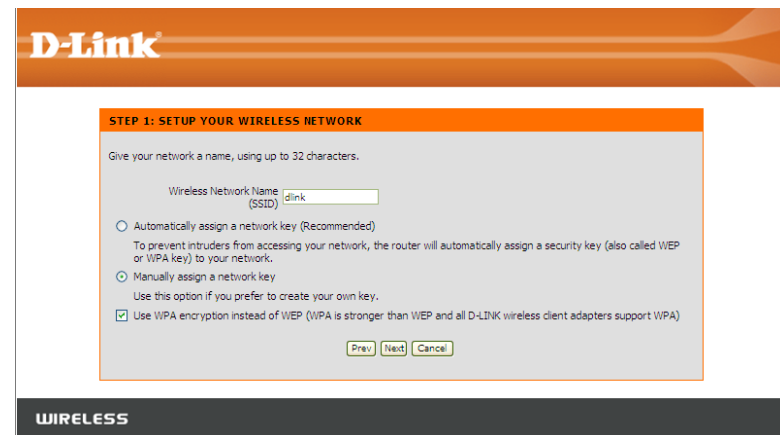 D-Link
STEP 1: SETUP YOUR WIRELESS NETWORK
Give your network a name, using up to 32 characters.
Wireless Network Name
(SSID)
dlink
Automatically assign a network key (Recommended)
To prevent intruders from accessing your network, the router will automatically assign a security key (also called WEP
or WPA key) to your network.
Manually assign a network key
Use this option if you prefer to create your own key.
Use WPA encryption instead of WEP (WPA is stronger than WEP and all D-LINK wireless client adapters support WPA)
Prev Next Cancel
WIRELESS